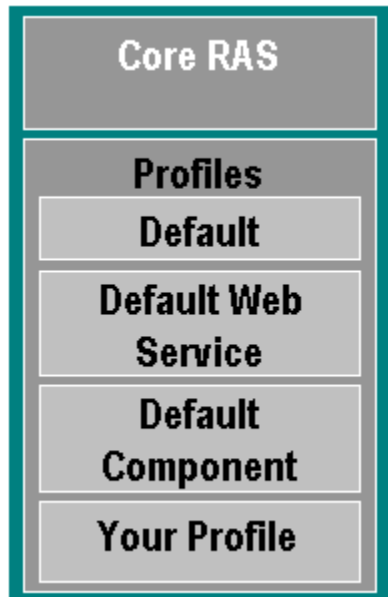 Core RAS
Profiles
Default
Default Web
Service
Default
Component
Your Profile